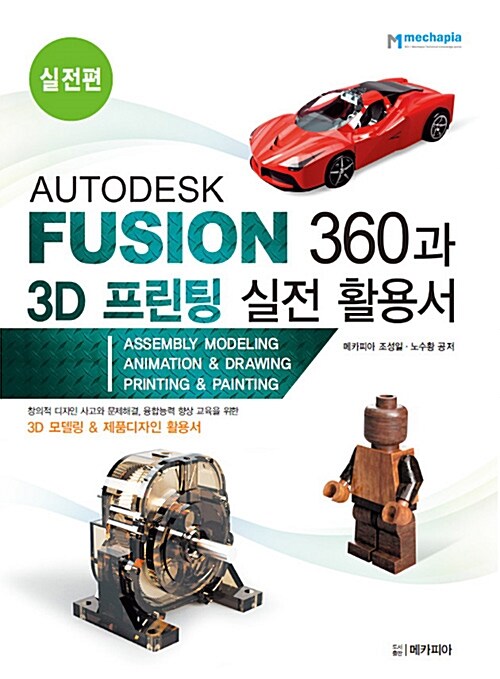 mechapia
실전편
AUTODESK
FUSION 360과
3D 프린팅 실전 활용서
ASSEMBLY MODELING
ANIMATION & DRAWING
PRINTING & PAINTING
메카피아 조성일 · 노수황 공저
창의적 디자인 사고와 문제해결, 융합능력 향상 교육을 위한
3D 모델링 & 제품디자인 활용서
도서출판 메카피아